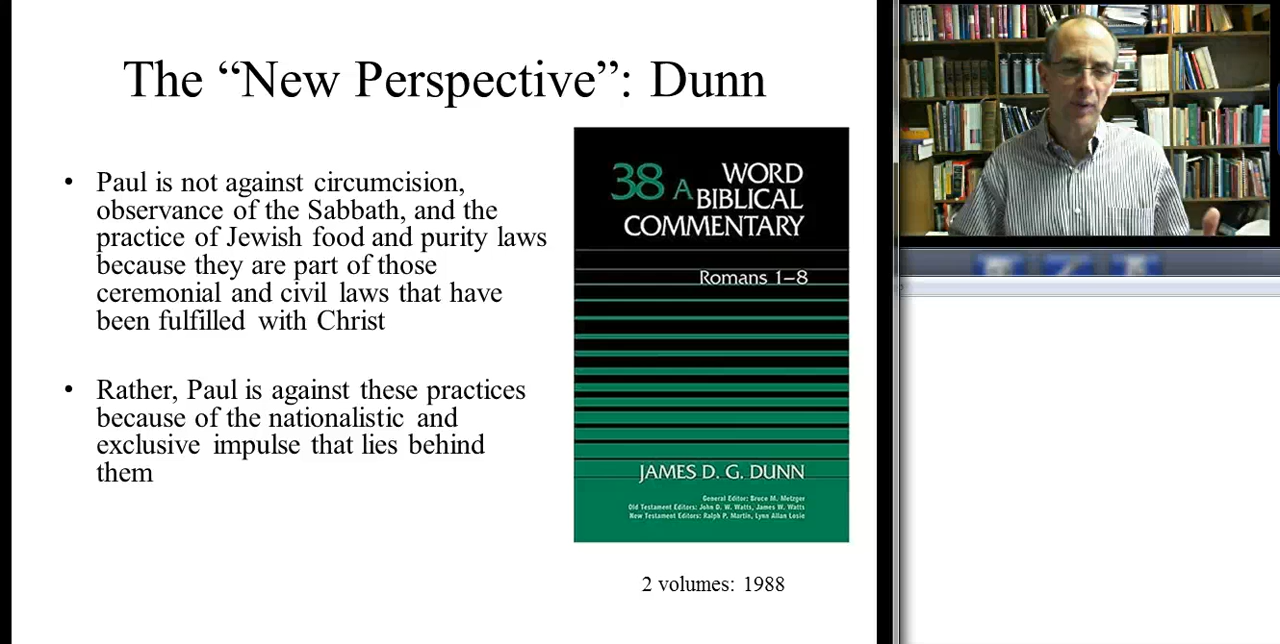 The “New Perspective”: Dunn
• Paul is not against circumcision,
observance of the Sabbath, and the
practice of Jewish food and purity laws
because they are part of those
ceremonial and civil laws that have
been fulfilled with Christ
• Rather, Paul is against these practices
because of the nationalistic and
exclusive impulse that lies behind
them
38 A
WORD
BIBLICAL
COMMENTARY
Romans 1–8
JAMES D. G. DUNN
General Editor: Bruce M. Metzger
Old Testament Editors: John D. W. Watts, James W. Watts
New Testament Editors: Ralph P. Martin, Lynn Allan Losie
2 volumes: 1988